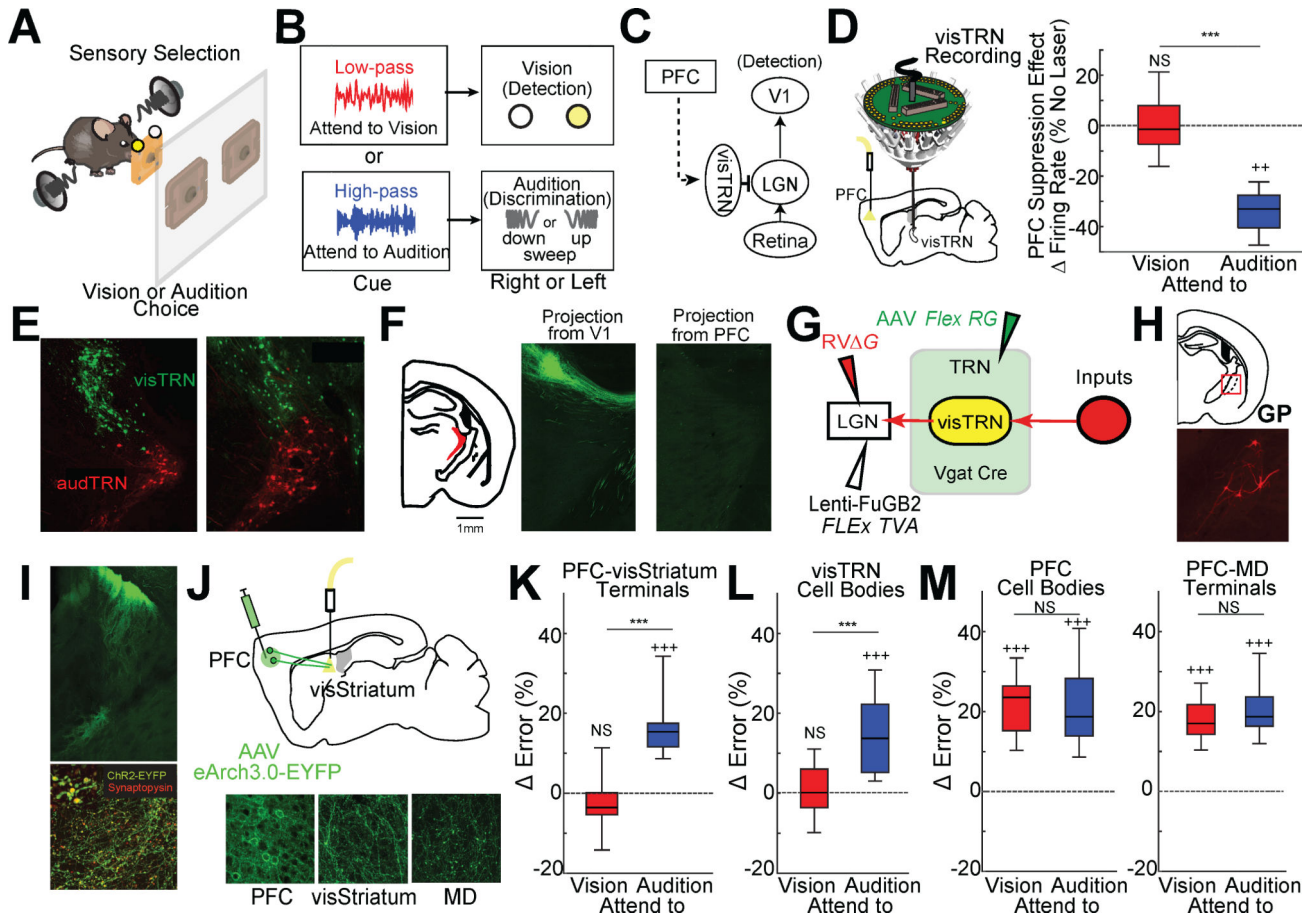 A
Sensory Selection
Vision or Audition
Choice
B
Low-pass
Attend to Vision
or
High-pass
Attend to Audition
Cue
Vision
(Detection)
Audition
(Discrimination)
or
down up
sweep
Right or Left
C
PFC
(Detection)
V1
visTRN
LGN
Retina
D
visTRN
Recording
PFC
visTRN
PFC Suppression Effect
Δ Firing Rate (% No Laser)
20
0
-20
-40
NS
***
++
Vision Audition
Attend to
E
visTRN
audTRN
F
1mm
Projection
from V1
Projection
from PFC
G
AAV Flex RG
RVΔG
TRN
Inputs
LGN
visTRN
Vgat Cre
Lenti-FuGB2
FLEx TVA
H
GP
I
ChR2-EYFP
Synaptopysin
J
PFC
visStriatum
AAV
eArch3.0-EYFP
PFC visStriatum MD
K
PFC-visStriatum
Terminals
Δ Error (%)
40
20
0
-20
***
+++
NS
Vision Audition
Attend to
L
visTRN
Cell Bodies
Δ Error (%)
40
20
0
-20
***
+++
NS
Vision Audition
Attend to
M
PFC
Cell Bodies
NS
Δ Error (%)
40
20
0
-20
+++
+++
Vision Audition
Attend to
PFC-MD
Terminals
NS
40
20
0
-20
+++
+++
Vision Audition
Attend to